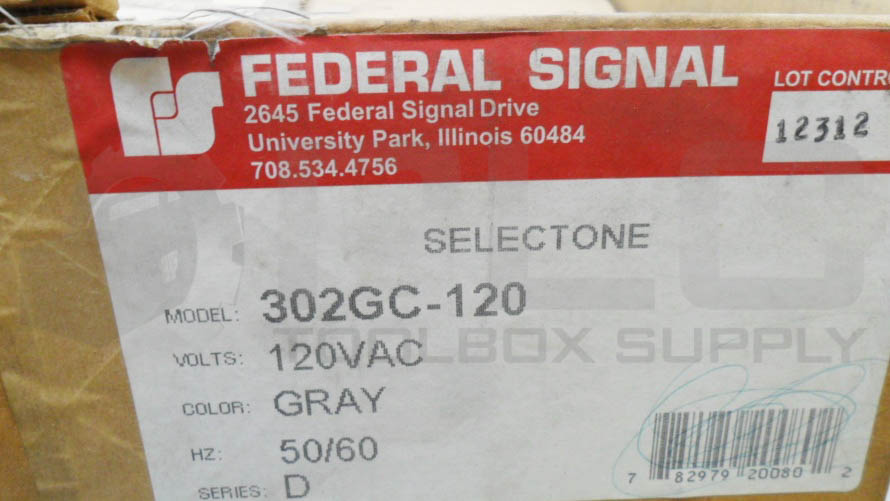 FEDERAL SIGNAL
2645 Federal Signal Drive
University Park, Illinois 60484
708.534.4756
LOT CONTRO
12312
SELECTONE
MODEL: 302GC-120
VOLTS: 120VAC
COLOR: GRAY
HZ: 50/60
SERIES: D
7 82979 20080 2
TOOLBOX SUPPLY